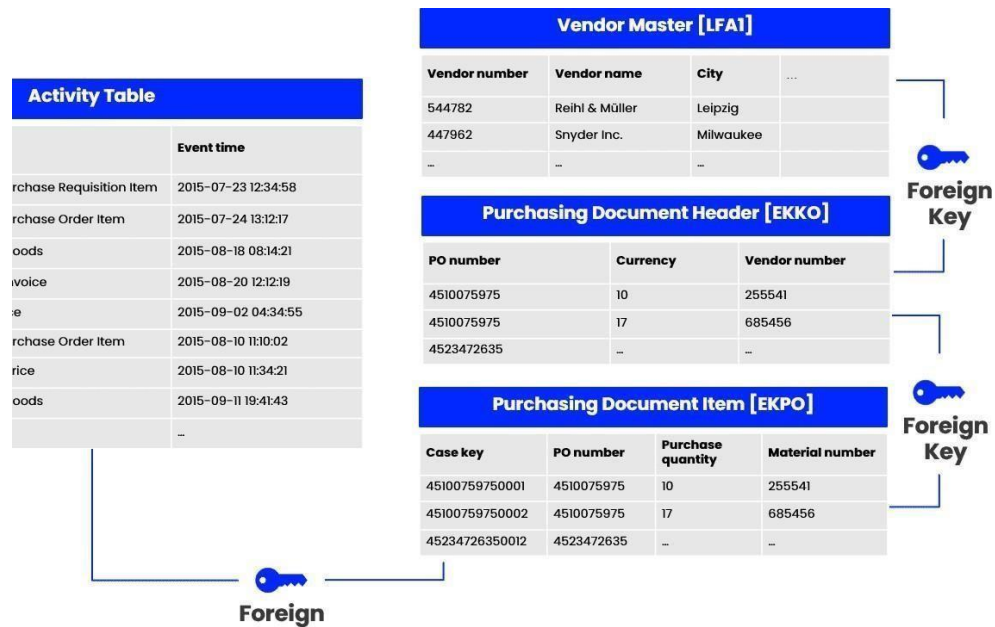 Activity Table
Event time
rchase Requisition Item 2015-07-23 12:34:58
rchase Order Item 2015-07-24 13:12:17
oods 2015-08-18 08:14:21
voice 2015-08-20 12:12:19
e 2015-09-02 04:34:55
rchase Order Item 2015-08-10 11:10:02
rice 2015-08-10 11:34:21
oods 2015-09-11 19:41:43
...
Vendor Master [LFA1]
Vendor number Vendor name City ...
544782 Reihl & Müller Leipzig
447962 Snyder Inc. Milwaukee
... ... ...
Foreign
Key
Purchasing Document Header [EKKO]
PO number Currency Vendor number
4510075975 10 255541
4510075975 17 685456
4523472635 ... ...
Foreign
Key
Purchasing Document Item [EKPO]
Case key PO number Purchase quantity Material number
45100759750001 4510075975 10 255541
45100759750002 4510075975 17 685456
45234726350012 4523472635 ... ...
Foreign